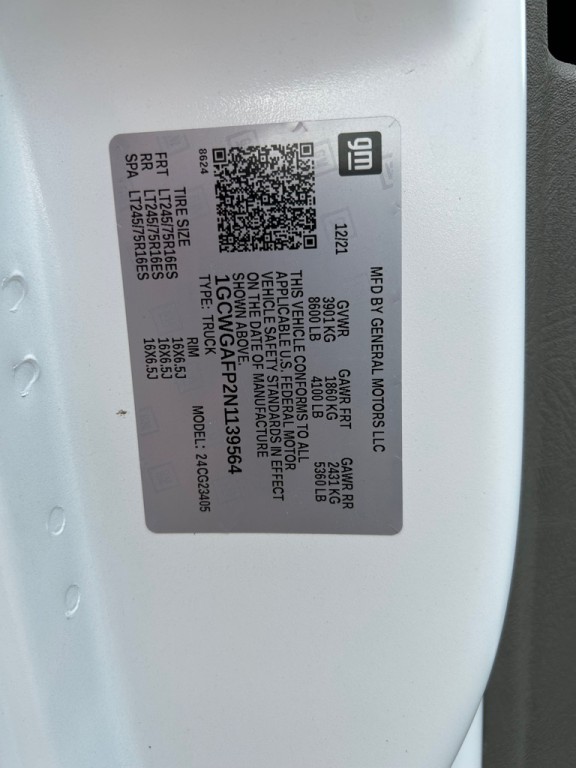 gm
MFD BY GENERAL MOTORS LLC
12/21
GVWR GAWR FRT GAWR RR
3901 KG 1860 KG 2431 KG
8600 LB 4100 LB 5360 LB
THIS VEHICLE CONFORMS TO ALL
APPLICABLE U.S. FEDERAL MOTOR
VEHICLE SAFETY STANDARDS IN EFFECT
ON THE DATE OF MANUFACTURE
SHOWN ABOVE.
1GCWGAFP2N1139564
TYPE: TRUCK MODEL: 24CG23405
8624
TIRE SIZE RIM
FRT LT245/75R16ES 16X6.5J
RR LT245/75R16ES 16X6.5J
SPA LT245/75R16ES 16X6.5J